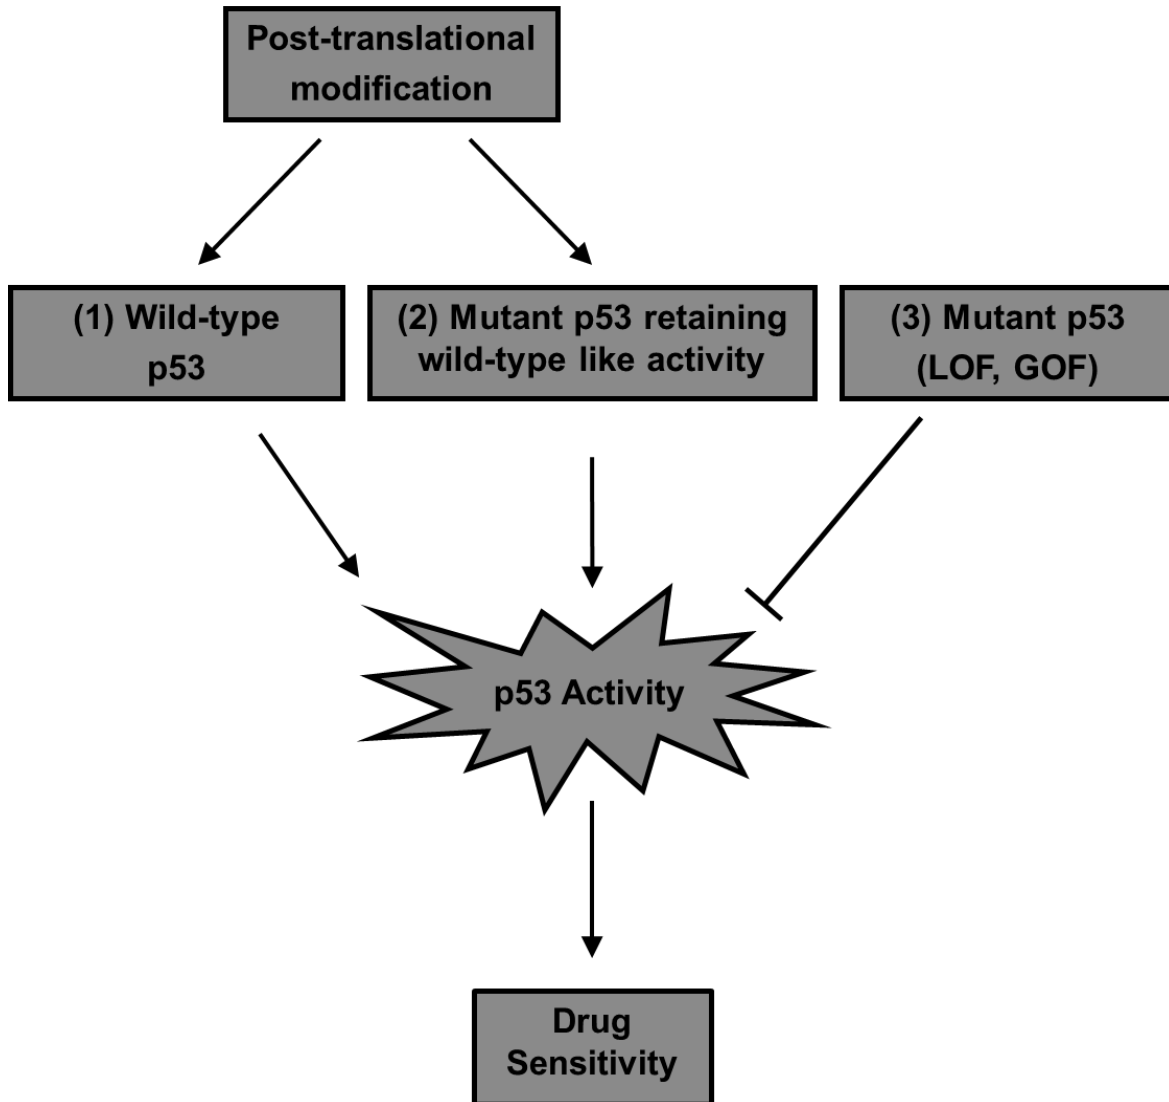 Post-translational
modification
(1) Wild-type
p53
(2) Mutant p53 retaining
wild-type like activity
(3) Mutant p53
(LOF, GOF)
p53 Activity
Drug
Sensitivity